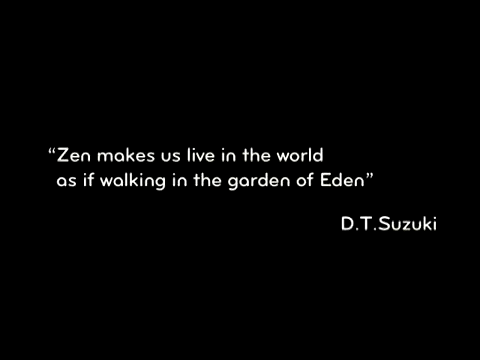 “Zen makes us live in the world
as if walking in the garden of Eden”
D.T.Suzuki